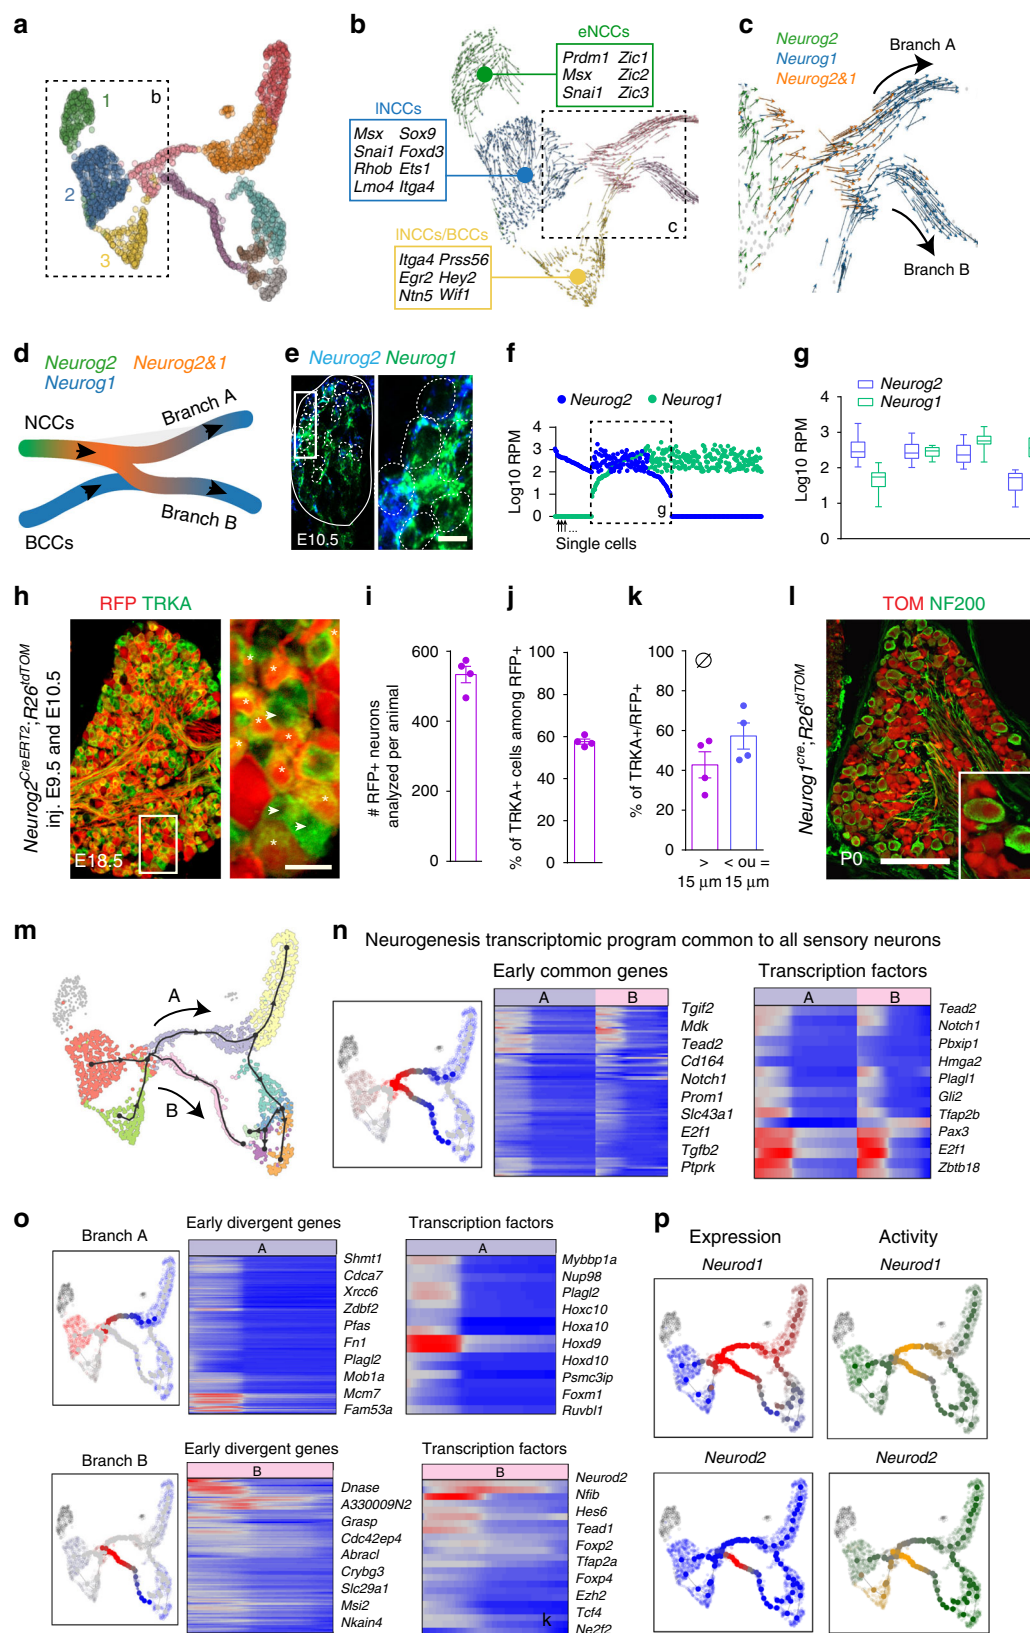 a
1
b
2
3
b
eNCCs
Prdm1 Zic1
Msx Zic2
Snai1 Zic3
lNCCs
Msx Sox9
Snai1 Foxd3
Rhob Ets1
Lmo4 Itga4
lNCCs/BCCs
Itga4 Prss56
Egr2 Hey2
Ntn5 Wif1
c
c
Neurog2
Neurog1
Neurog2&1
Branch A
Branch B
d
Neurog2 Neurog2&1
Neurog1
NCCs
Branch A
BCCs
Branch B
e
Neurog2 Neurog1
E10.5
f
Neurog2 Neurog1
Log10 RPM
4
3
2
1
0
g
...
Single cells
g
Neurog2
Neurog1
Log10 RPM
4
3
2
1
0
h
RFP TRKA
Neurog2CreERT2;R26tdTOM
inj. E9.5 and E10.5
E18.5
i
# RFP+ neurons
analyzed per animal
600
400
200
0
j
% of TRKA+ cells among RFP+
100
80
60
40
20
0
k
% of TRKA+/RFP+
100
80
60
40
20
0
∅
> < ou =
15 µm 15 µm
l
TOM NF200
Neurog1cre;R26tdTOM
P0
m
A
B
n
Neurogenesis transcriptomic program common to all sensory neurons
Early common genes
A B
Tgif2
Mdk
Tead2
Cd164
Notch1
Prom1
Slc43a1
E2f1
Tgfb2
Ptprk
Transcription factors
A B
Tead2
Notch1
Pbxip1
Hmga2
Plagl1
Gli2
Tfap2b
Pax3
E2f1
Zbtb18
o
Branch A
Early divergent genes
A
Shmt1
Cdca7
Xrcc6
Zdbf2
Pfas
Fn1
Plagl2
Mob1a
Mcm7
Fam53a
Transcription factors
A
Mybbp1a
Nup98
Plagl2
Hoxc10
Hoxa10
Hoxd9
Hoxd10
Psmc3ip
Foxm1
Ruvbl1
Branch B
Early divergent genes
B
Dnase
A330009N2
Grasp
Cdc42ep4
Abracl
Crybg3
Slc29a1
Msi2
Nkain4
Transcription factors
B
k
Neurod2
Nfib
Hes6
Tead1
Foxp2
Tfap2a
Foxp4
Ezh2
Tcf4
Ne2f2
p
Expression Activity
Neurod1 Neurod1
Neurod2 Neurod2